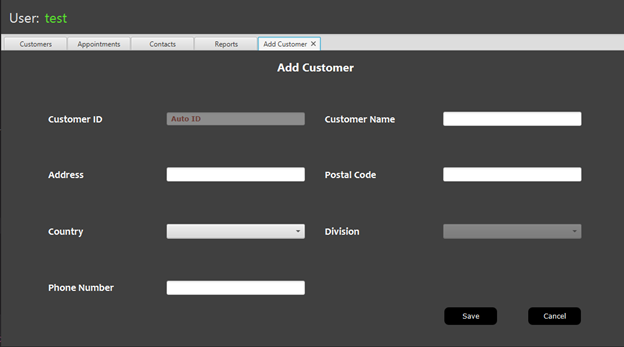 User: test
Customers Appointments Contacts Reports Add Customer ✕
Add Customer
Customer ID Auto ID Customer Name
Address Postal Code
Country Division
Phone Number
Save Cancel